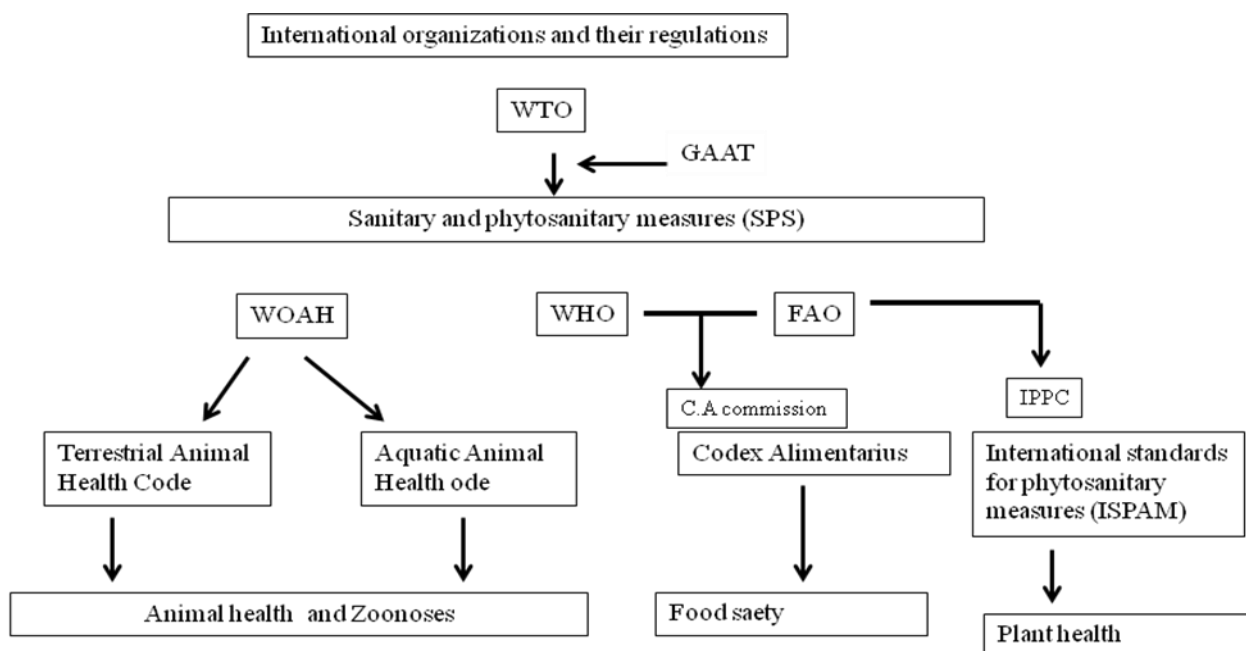 International organizations and their regulations
WTO
GAAT
Sanitary and phytosanitary measures (SPS)
WOAH
WHO
FAO
C.A commission
IPPC
Terrestrial Animal
Health Code
Aquatic Animal
Health ode
Codex Alimentarius
International standards
for phytosanitary
measures (ISPAM)
Animal health and Zoonoses
Food saety
Plant health